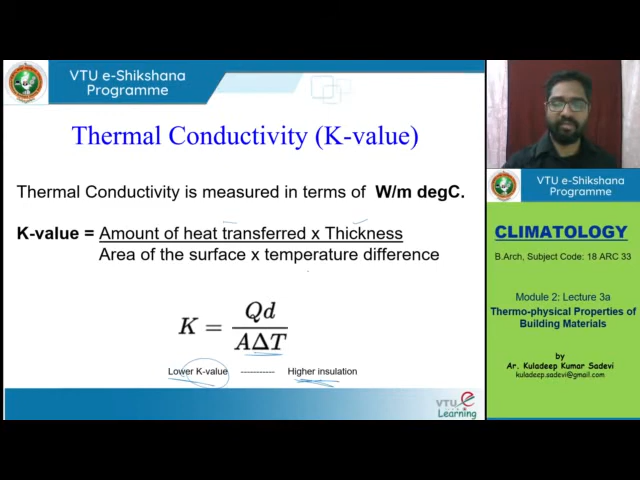 VTU e-Shikshana
Programme
Thermal Conductivity (K-value)
Thermal Conductivity is measured in terms of W/m degC.
K-value = Amount of heat transferred x Thickness
Area of the surface x temperature difference
K = Qd
AΔT
Lower K-value ----------- Higher insulation
VTU e
Learning
VTU e-Shikshana
Programme
CLIMATOLOGY
B.Arch, Subject Code: 18 ARC 33
Module 2: Lecture 3a
Thermo-physical Properties of
Building Materials
by
Ar. Kuladeep Kumar Sadevi
kuladeep.sadevi@gmail.com